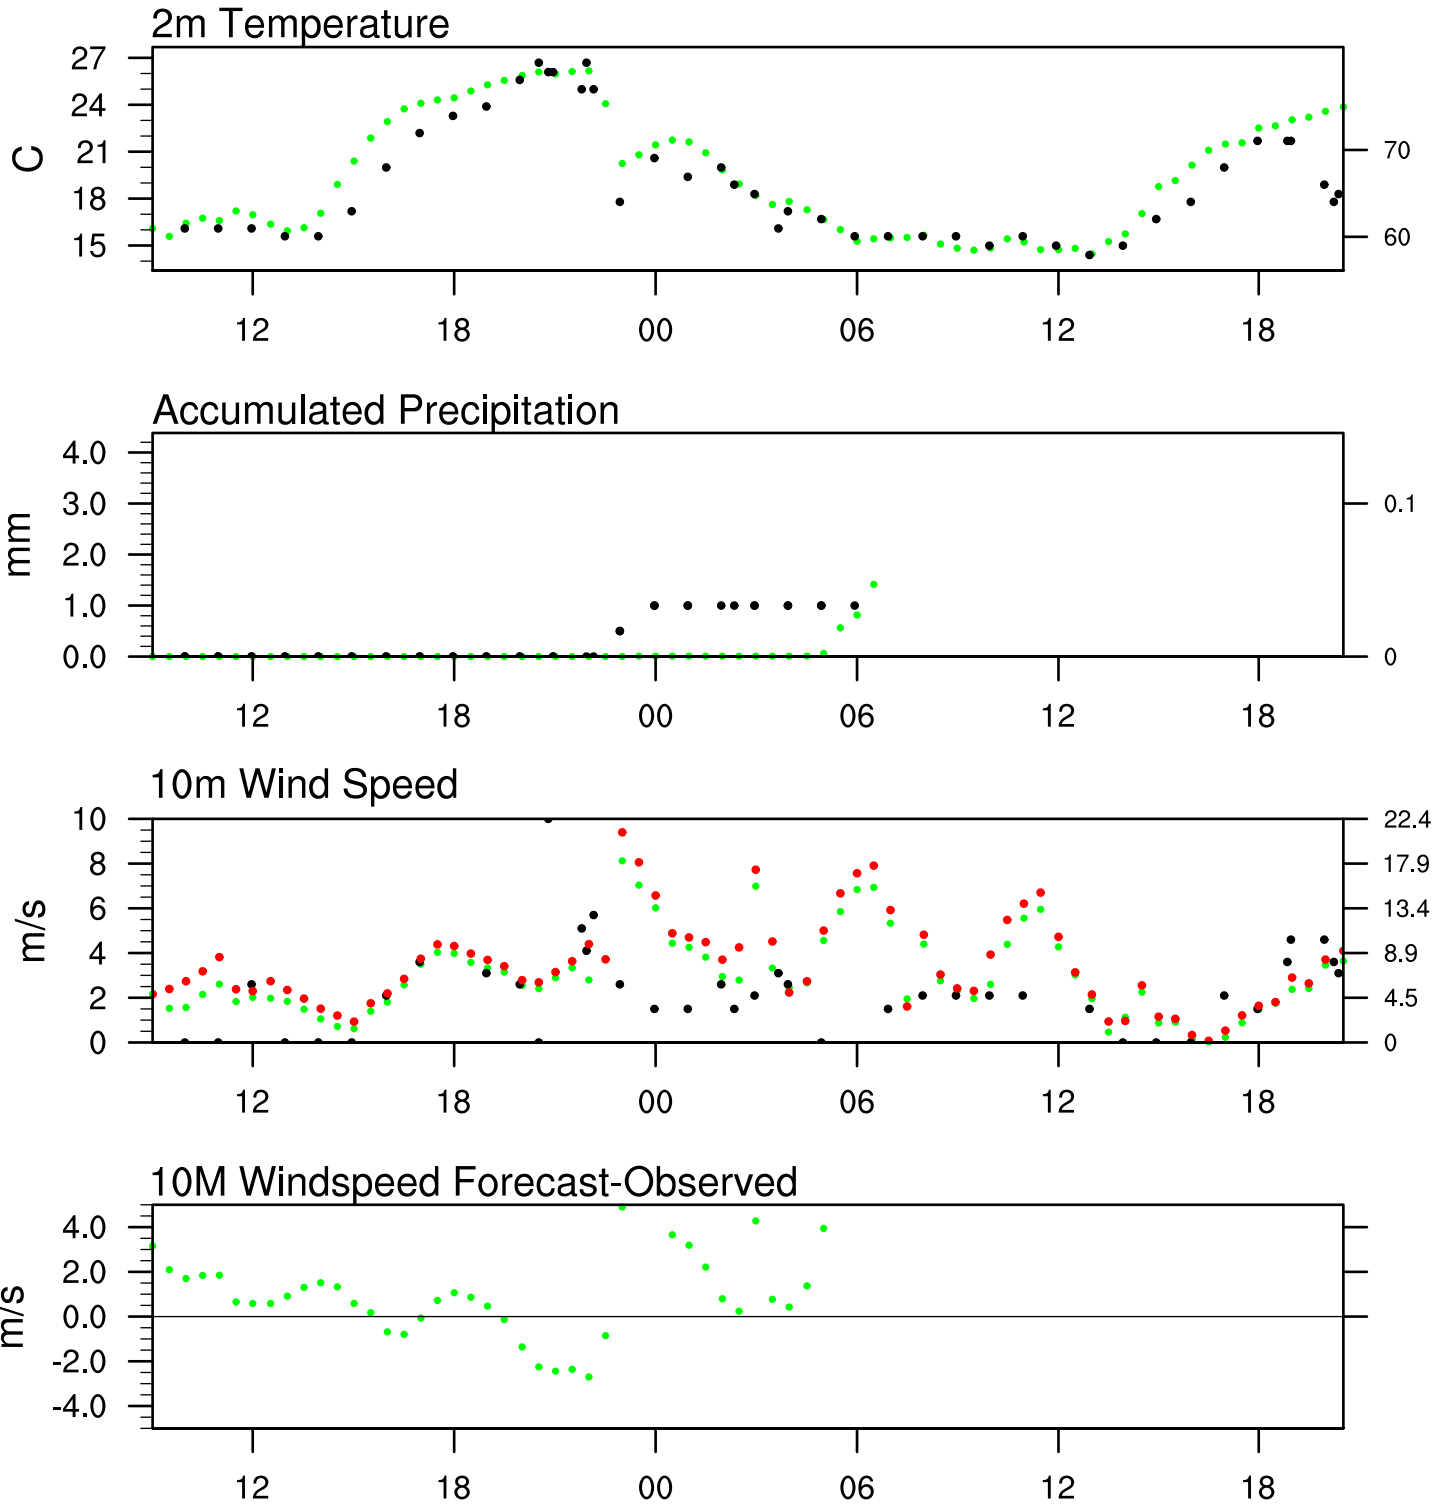 2m Temperature
27
24
21
18
15
C
70
60
12 18 00 06 12 18
Accumulated Precipitation
4.0
3.0
2.0
1.0
0.0
mm
0.1
0
12 18 00 06 12 18
10m Wind Speed
10
8
6
4
2
0
m/s
22.4
17.9
13.4
8.9
4.5
0
12 18 00 06 12 18
10M Windspeed Forecast-Observed
4.0
2.0
0.0
-2.0
-4.0
m/s
12 18 00 06 12 18